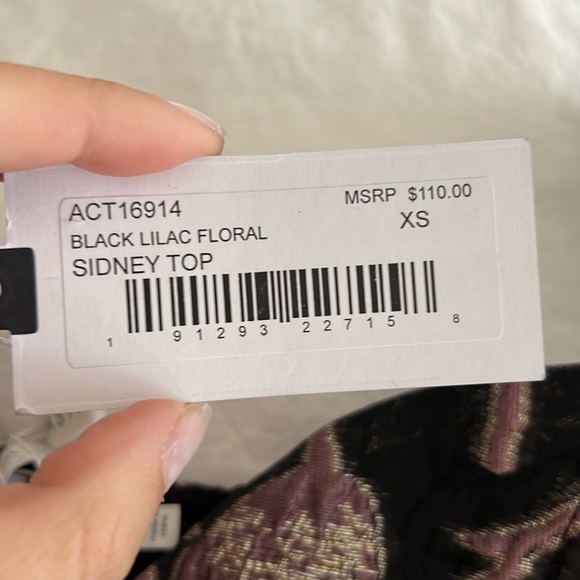 ACT16914
MSRP $110.00
BLACK LILAC FLORAL
XS
SIDNEY TOP
1 91293 22715 8